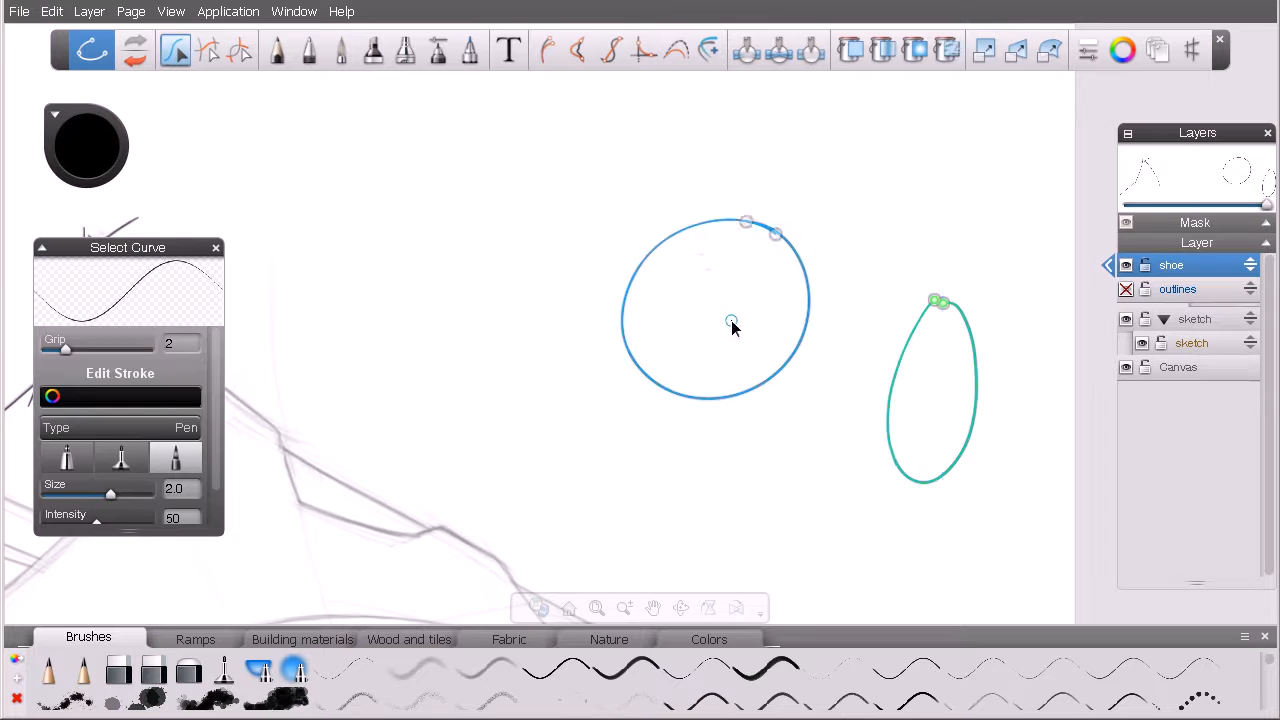 File Edit Layer Page View Application Window Help
T
Layers
Mask
Layer
shoe
outlines
sketch
sketch
Canvas
Select Curve
Grip 2
Edit Stroke
Type Pen
Size 2.0
Intensity 50
Brushes Ramps Building materials Wood and tiles Fabric Nature Colors